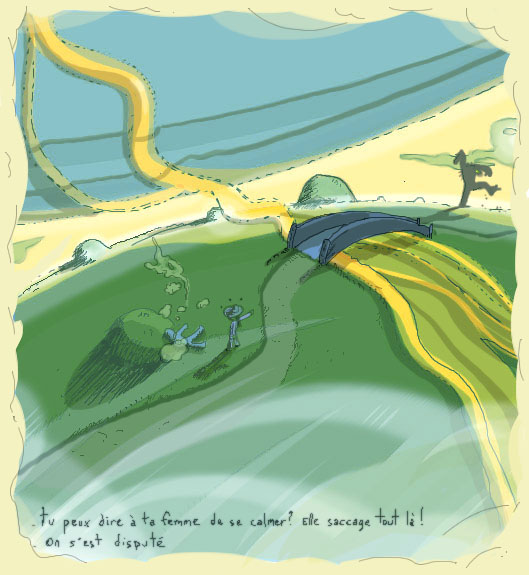 - Tu peux dire à ta femme de se calmer? Elle saccage tout là!
- On s'est disputé